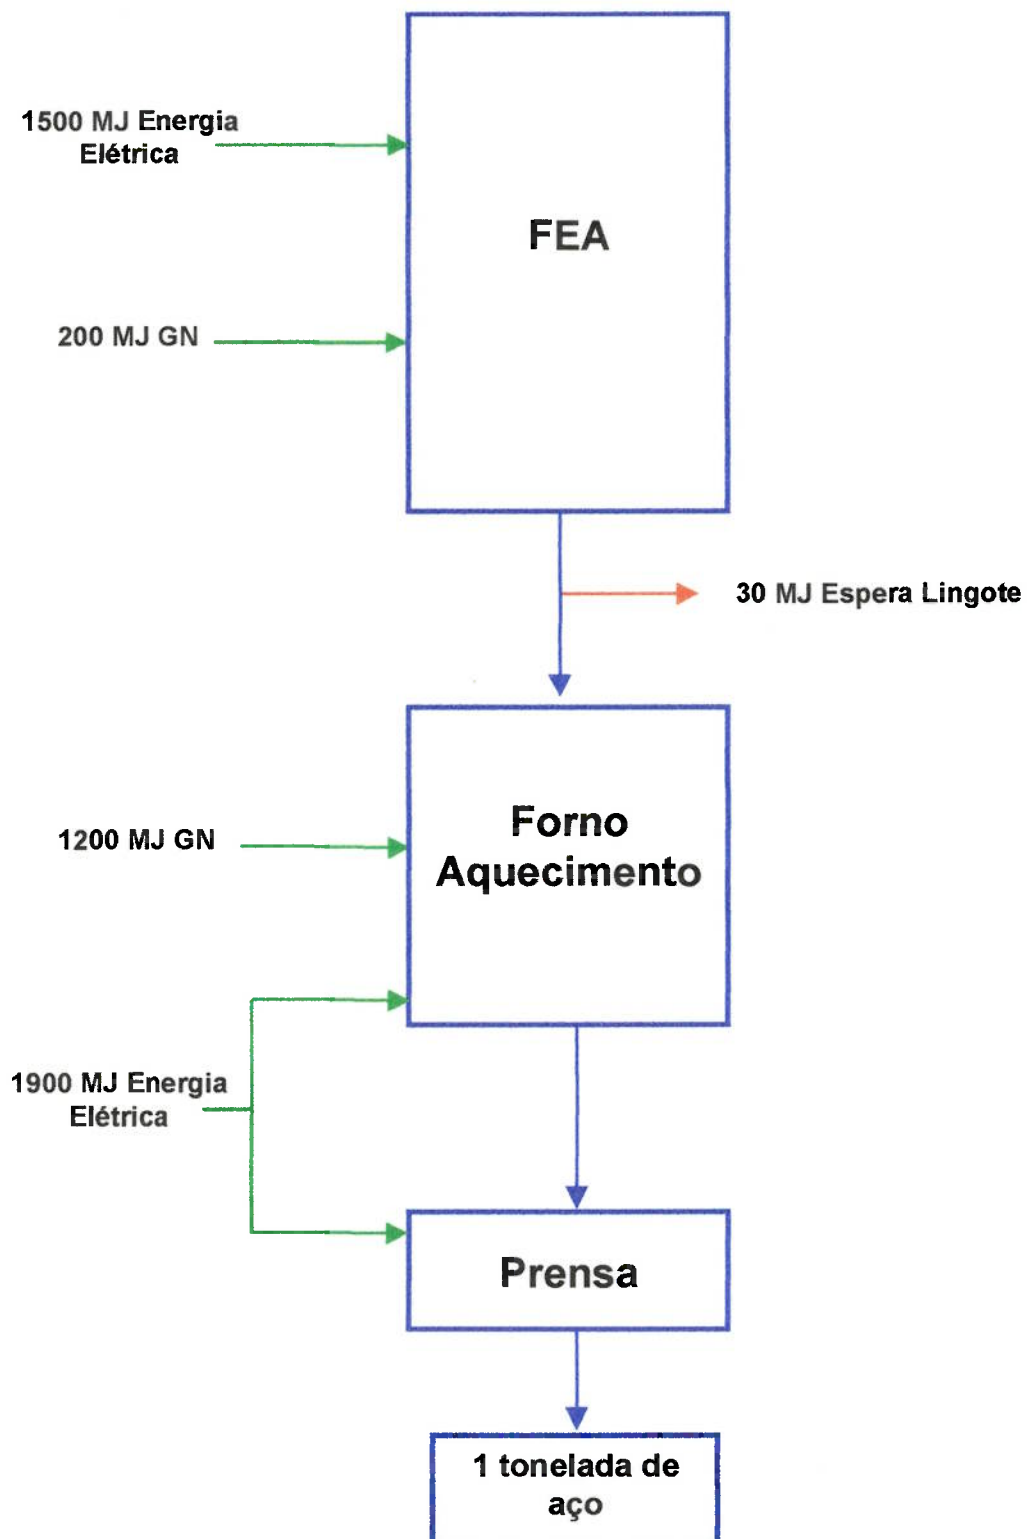 1500 MJ Energia
Elétrica
FEA
200 MJ GN
30 MJ Espera Lingote
Forno
Aquecimento
1200 MJ GN
1900 MJ Energia
Elétrica
Prensa
1 tonelada de
aço